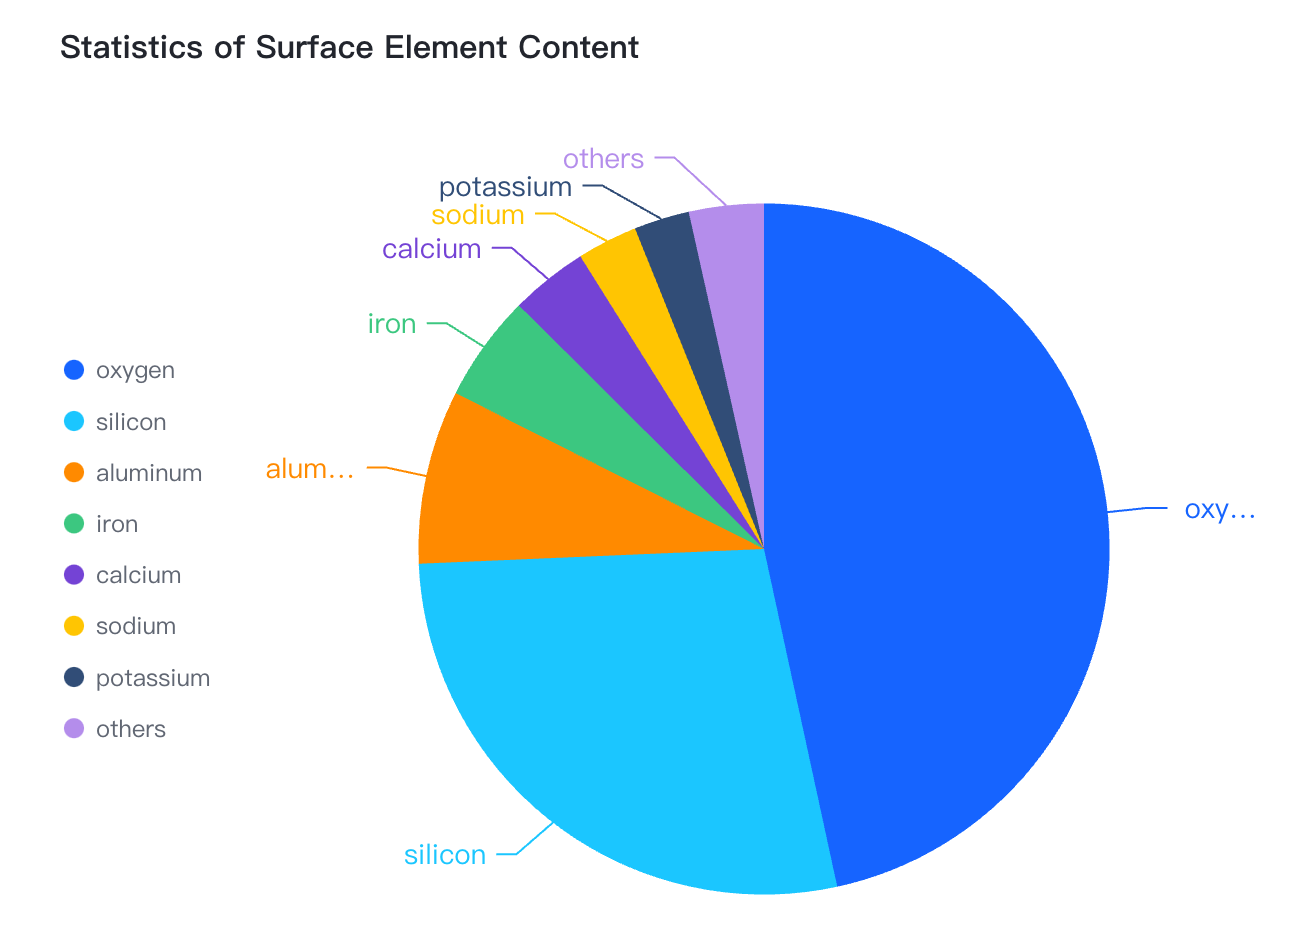 Statistics of Surface Element Content
others
potassium
sodium
calcium
iron
alum...
silicon
oxy...
oxygen
silicon
aluminum
iron
calcium
sodium
potassium
others